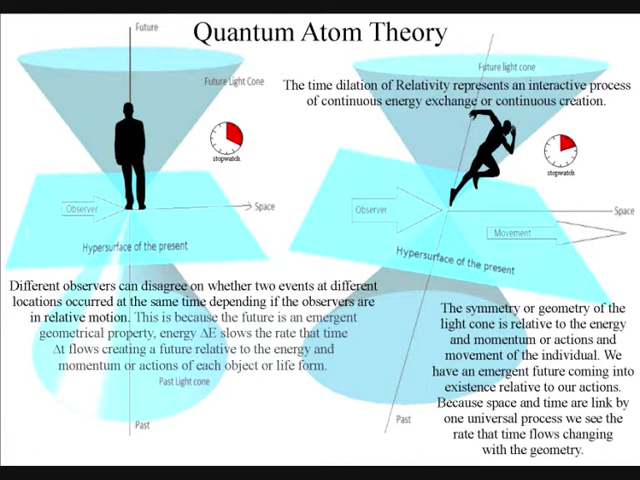 Quantum Atom Theory
Future
Future Light Cone
stopwatch
Observer
Space
Hypersurface of the present
Different observers can disagree on whether two events at different
locations occurred at the same time depending if the observers are
in relative motion. This is because the future is an emergent
geometrical property, energy ΔE slows the rate that time
Δt flows creating a future relative to the energy and
momentum or actions of each object or life form.
Past Light cone
Past
Future light cone
The time dilation of Relativity represents an interactive process
of continuous energy exchange or continuous creation.
stopwatch
Observer
Space
Movement
Hypersurface of the present
The symmetry or geometry of the
light cone is relative to the energy
and momentum or actions and
movement of the individual. We
have an emergent future coming into
existence relative to our actions.
Because space and time are link by
one universal process we see the
rate that time flows changing
with the geometry.
Past